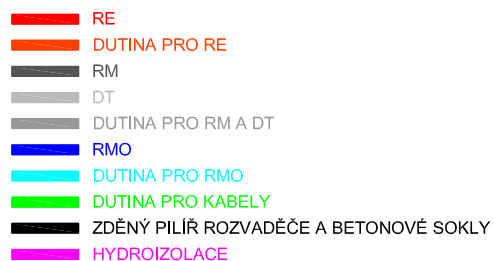 RE
DUTINA PRO RE
RM
DT
DUTINA PRO RM A DT
RMO
DUTINA PRO RMO
DUTINA PRO KABELY
ZDĚNÝ PILÍŘ ROZVADĚČE A BETONOVÉ SOKLY
HYDROIZOLACE